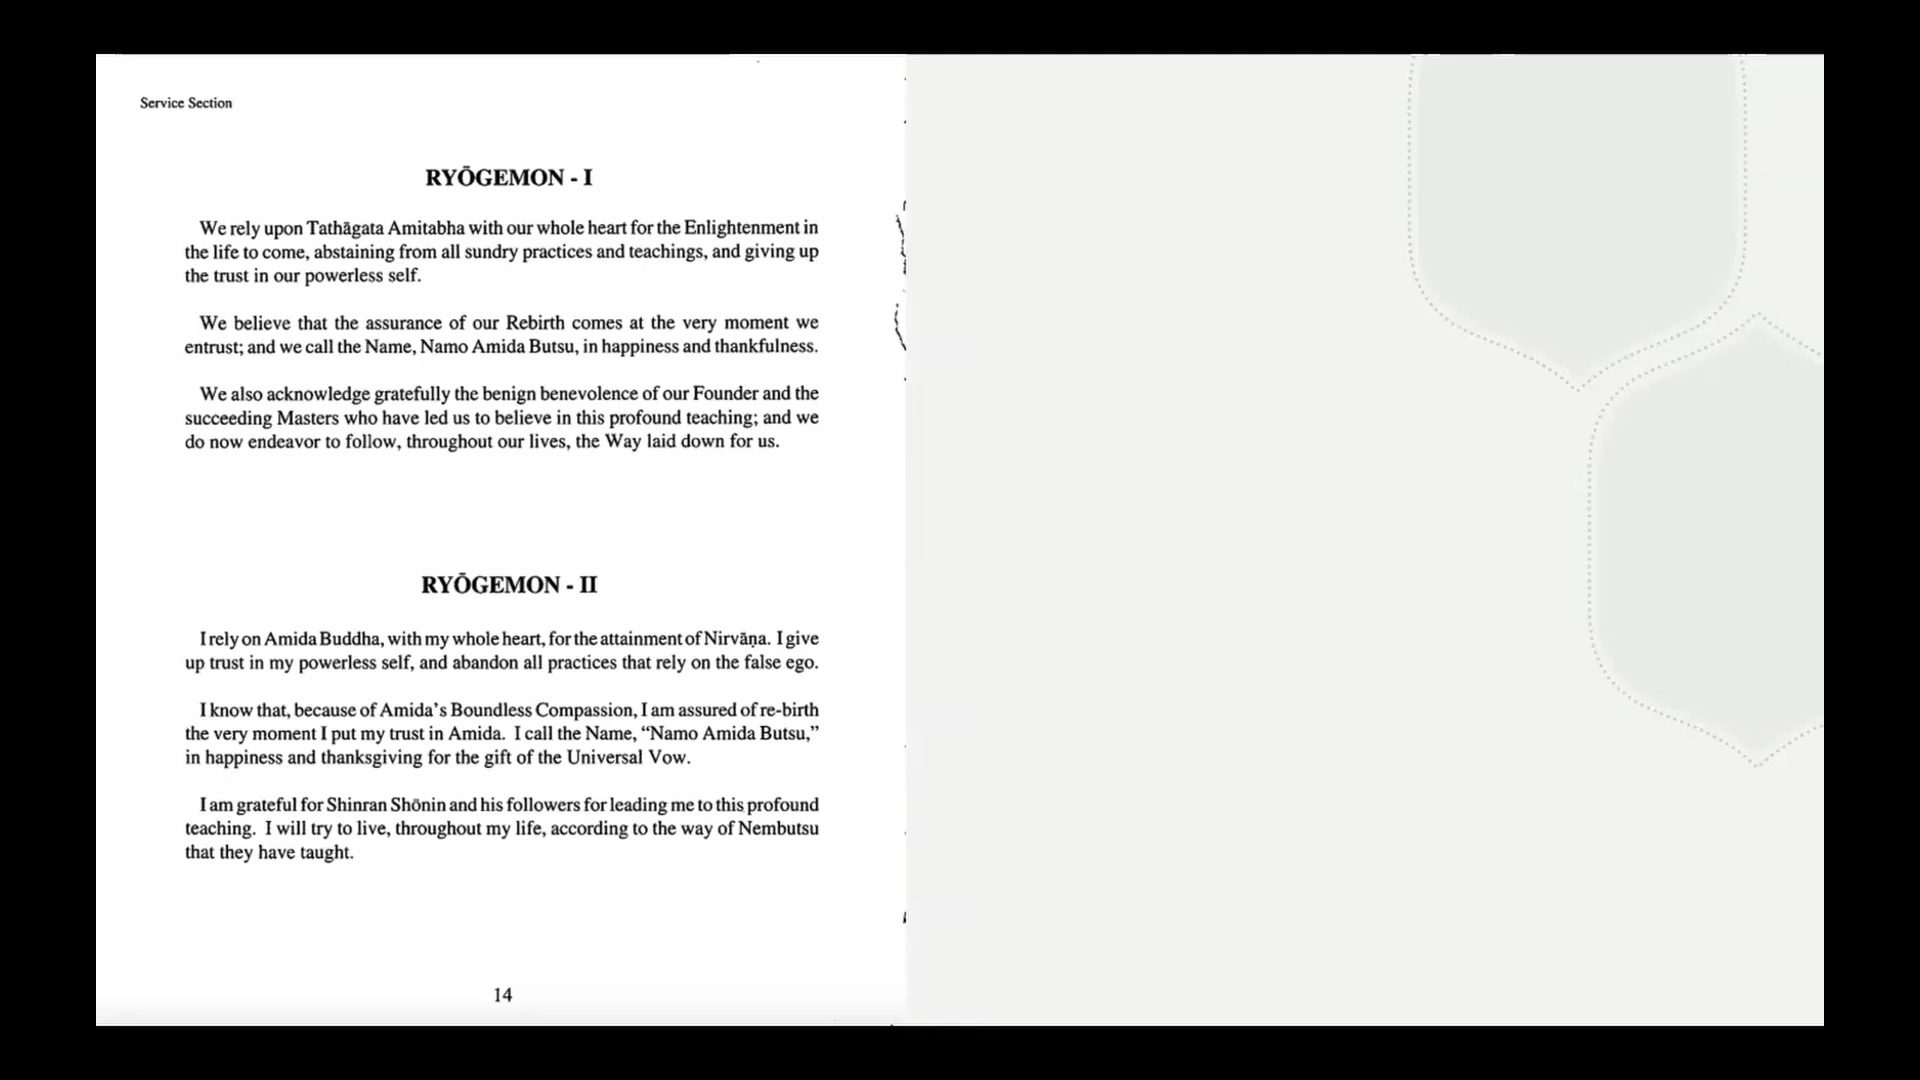 Service Section
RYŌGEMON - I
We rely upon Tathāgata Amitabha with our whole heart for the Enlightenment in
the life to come, abstaining from all sundry practices and teachings, and giving up
the trust in our powerless self.
We believe that the assurance of our Rebirth comes at the very moment we
entrust; and we call the Name, Namo Amida Butsu, in happiness and thankfulness.
We also acknowledge gratefully the benign benevolence of our Founder and the
succeeding Masters who have led us to believe in this profound teaching; and we
do now endeavor to follow, throughout our lives, the Way laid down for us.
RYŌGEMON - II
I rely on Amida Buddha, with my whole heart, for the attainment of Nirvāṇa. I give
up trust in my powerless self, and abandon all practices that rely on the false ego.
I know that, because of Amida's Boundless Compassion, I am assured of re-birth
the very moment I put my trust in Amida. I call the Name, “Namo Amida Butsu,”
in happiness and thanksgiving for the gift of the Universal Vow.
I am grateful for Shinran Shōnin and his followers for leading me to this profound
teaching. I will try to live, throughout my life, according to the way of Nembutsu
that they have taught.
14